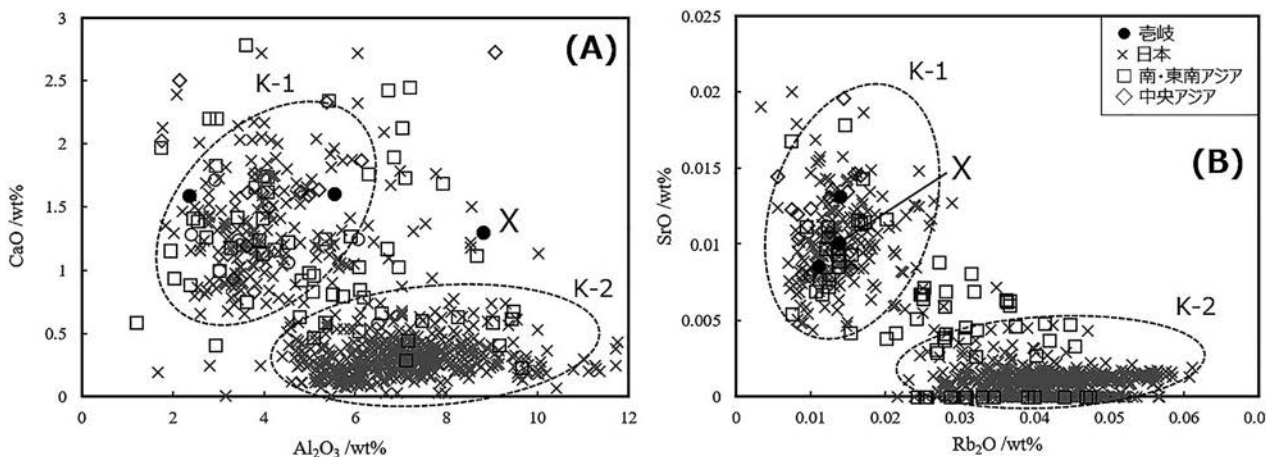 (A)
K-1
X
K-2
3
2.5
2
1.5
1
0.5
0
CaO /wt%
0
2
4
6
8
10
12
Al₂O₃ /wt%
(B)
K-1
X
K-2
● 壱岐
× 日本
□ 南・東南アジア
◇ 中央アジア
0.025
0.02
0.015
0.01
0.005
0
SrO /wt%
0
0.01
0.02
0.03
0.04
0.05
0.06
0.0
Rb₂O /wt%